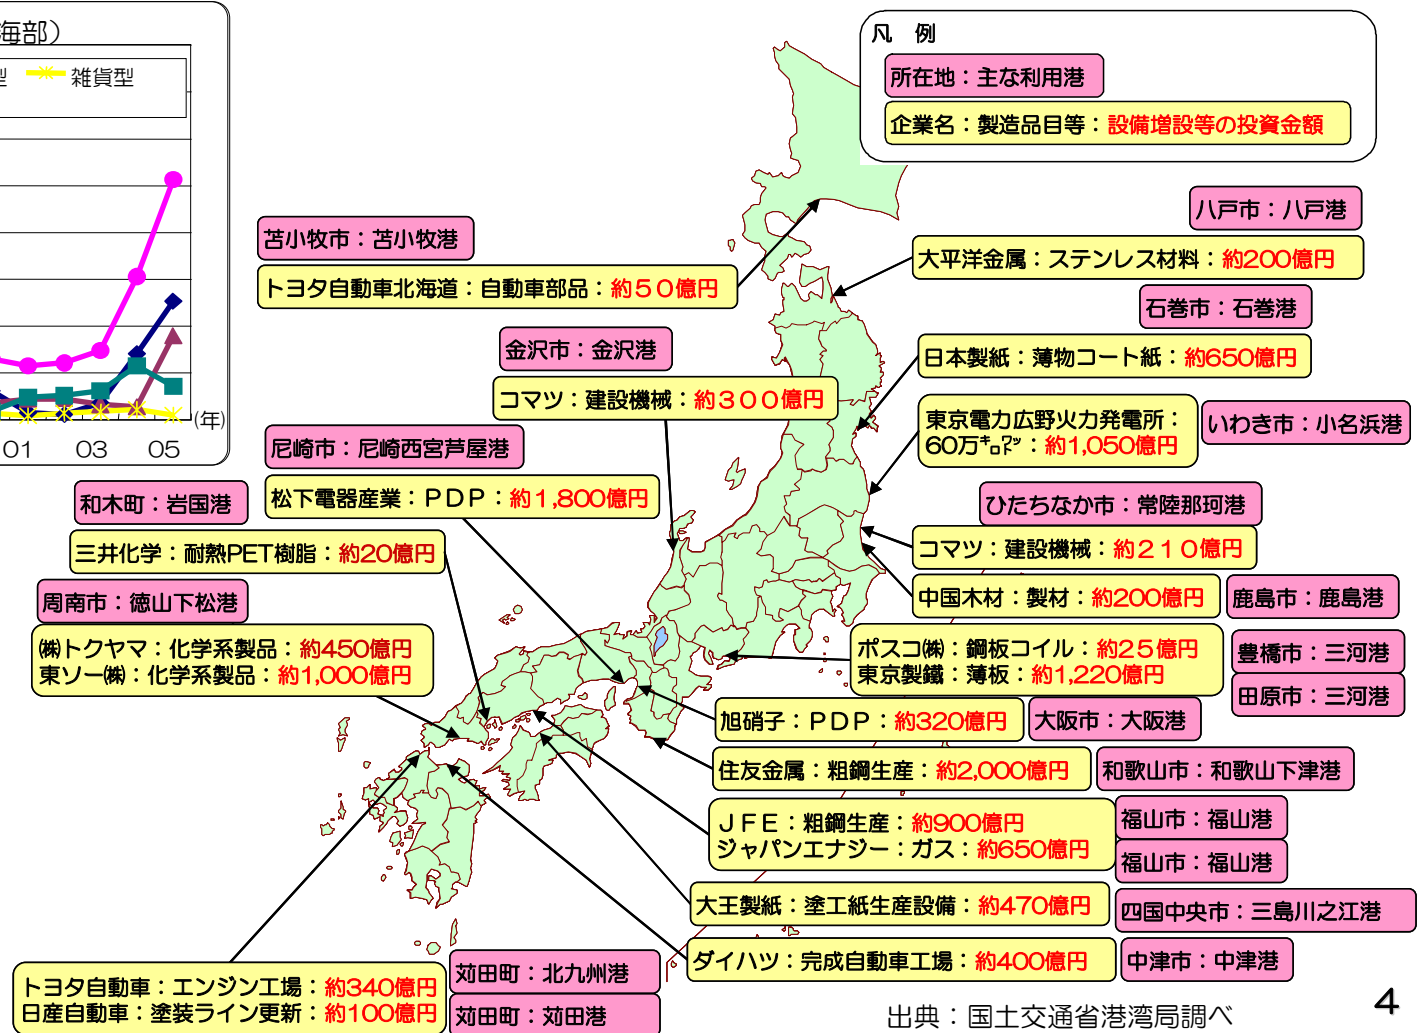 海部）
型
雑貨型
(年)
01 03 05
凡 例
所在地：主な利用港
企業名：製造品目等：設備増設等の投資金額
苫小牧市：苫小牧港
トヨタ自動車北海道：自動車部品：約５０億円
八戸市：八戸港
大平洋金属：ステンレス材料：約200億円
石巻市：石巻港
日本製紙：薄物コート紙：約650億円
金沢市：金沢港
コマツ：建設機械：約３００億円
東京電力広野火力発電所：
60万ｷﾛﾜｯ：約1,050億円
いわき市：小名浜港
尼崎市：尼崎西宮芦屋港
松下電器産業：ＰＤＰ：約1,800億円
ひたちなか市：常陸那珂港
コマツ：建設機械：約２１０億円
和木町：岩国港
三井化学：耐熱PET樹脂：約20億円
中国木材：製材：約200億円
鹿島市：鹿島港
周南市：徳山下松港
㈱トクヤマ：化学系製品：約450億円
東ソー㈱：化学系製品：約1,000億円
ポスコ㈱：鋼板コイル：約25億円
東京製鐵：薄板：約1,220億円
豊橋市：三河港
田原市：三河港
旭硝子：ＰＤＰ：約320億円
大阪市：大阪港
住友金属：粗鋼生産：約2,000億円
和歌山市：和歌山下津港
ＪＦＥ：粗鋼生産：約900億円
ジャパンエナジー：ガス：約650億円
福山市：福山港
福山市：福山港
大王製紙：塗工紙生産設備：約470億円
四国中央市：三島川之江港
ダイハツ：完成自動車工場：約400億円
中津市：中津港
トヨタ自動車：エンジン工場：約340億円
日産自動車：塗装ライン更新：約100億円
苅田町：北九州港
苅田町：苅田港
出典：国土交通省港湾局調べ
4